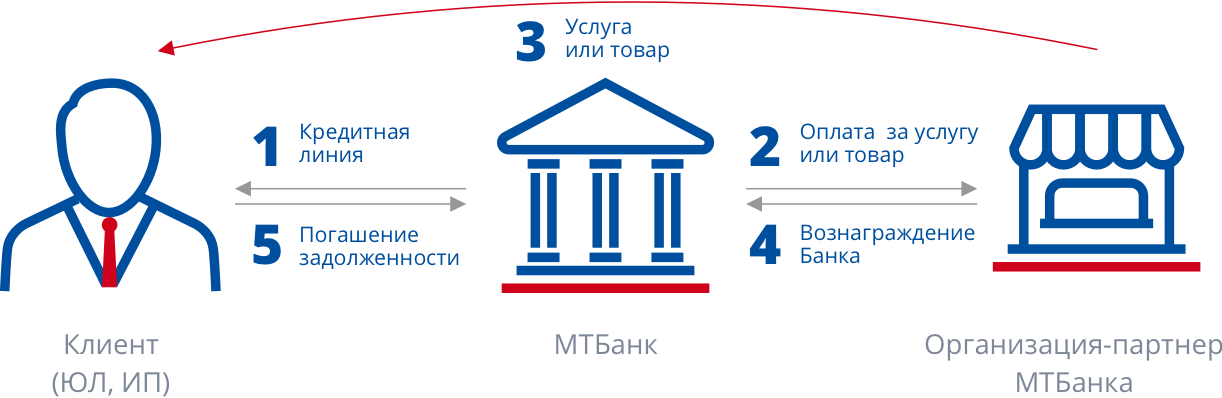 3
Услуга
или товар
1
Кредитная
линия
2
Оплата за услугу
или товар
5
Погашение
задолженности
4
Вознаграждение
Банка
Клиент
(ЮЛ, ИП)
МТБанк
Организация-партнер
МТБанка